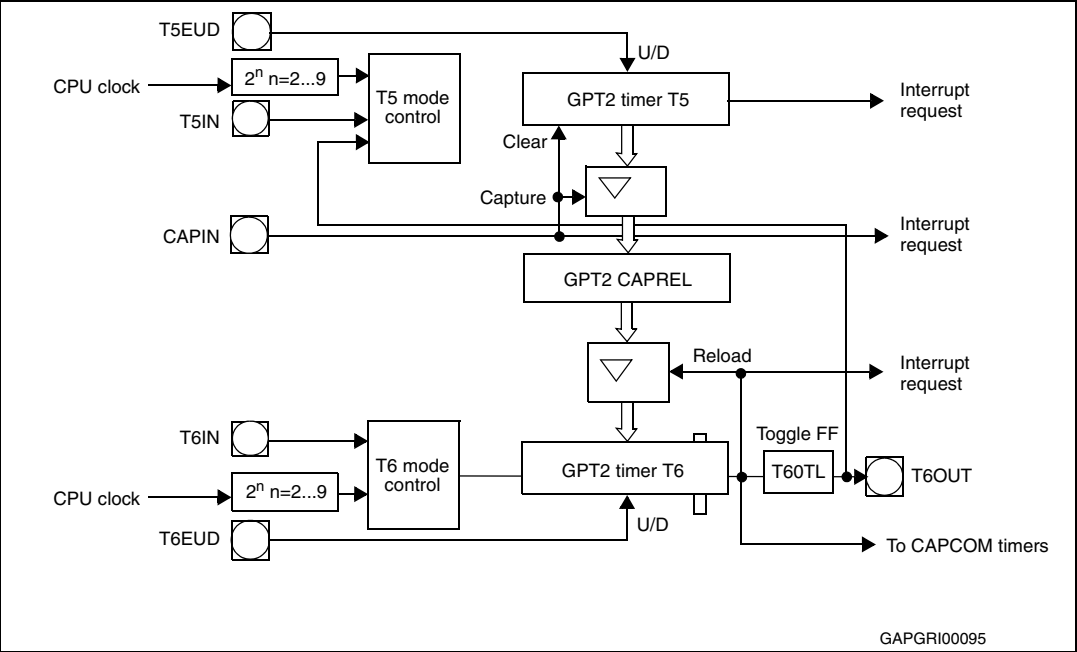 T5EUD
U/D
CPU clock
2ⁿ n=2...9
T5 mode
control
GPT2 timer T5
Interrupt
request
T5IN
Clear
Capture
CAPIN
Interrupt
request
GPT2 CAPREL
Reload
Interrupt
request
T6IN
T6 mode
control
GPT2 timer T6
Toggle FF
T60TL
T6OUT
CPU clock
2ⁿ n=2...9
T6EUD
U/D
To CAPCOM timers
GAPGRI00095